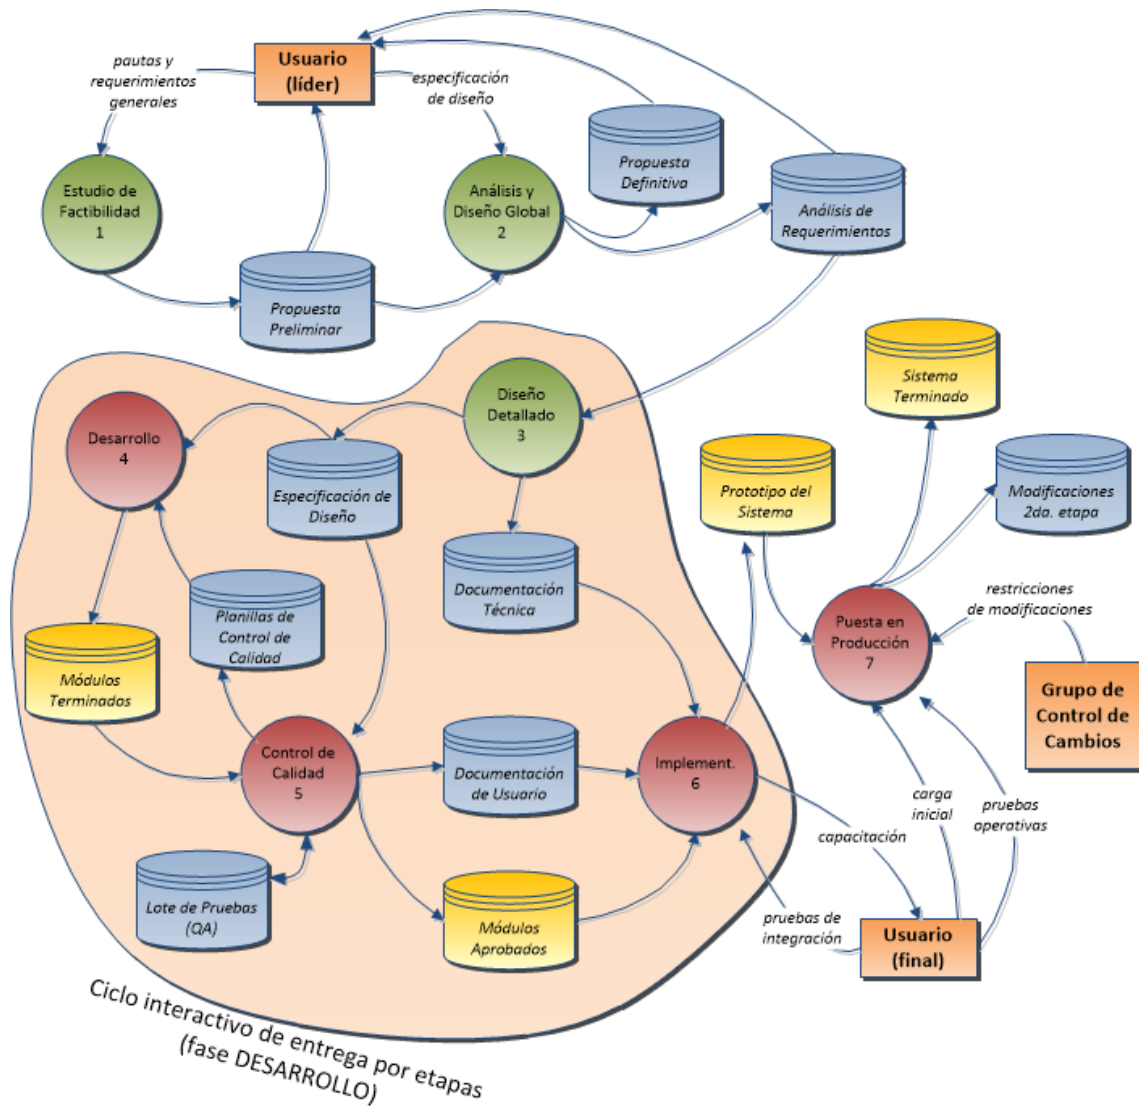 Usuario
(líder)
pautas y
requerimientos
generales
especificación
de diseño
Estudio de
Factibilidad
1
Análisis y
Diseño Global
2
Propuesta
Definitiva
Análisis de
Requerimientos
Propuesta
Preliminar
Diseño
Detallado
3
Desarrollo
4
Especificación de
Diseño
Sistema
Terminado
Prototipo del
Sistema
Modificaciones
2da. etapa
Documentación
Técnica
Planillas de
Control de
Calidad
restricciones
de modificaciones
Puesta en
Producción
7
Módulos
Terminados
Grupo de
Control de
Cambios
Control de
Calidad
5
Documentación
de Usuario
Implement.
6
carga
inicial
pruebas
operativas
capacitación
Lote de Pruebas
(QA)
Módulos
Aprobados
pruebas de
integración
Usuario
(final)
Ciclo interactivo de entrega por etapas
(fase DESARROLLO)